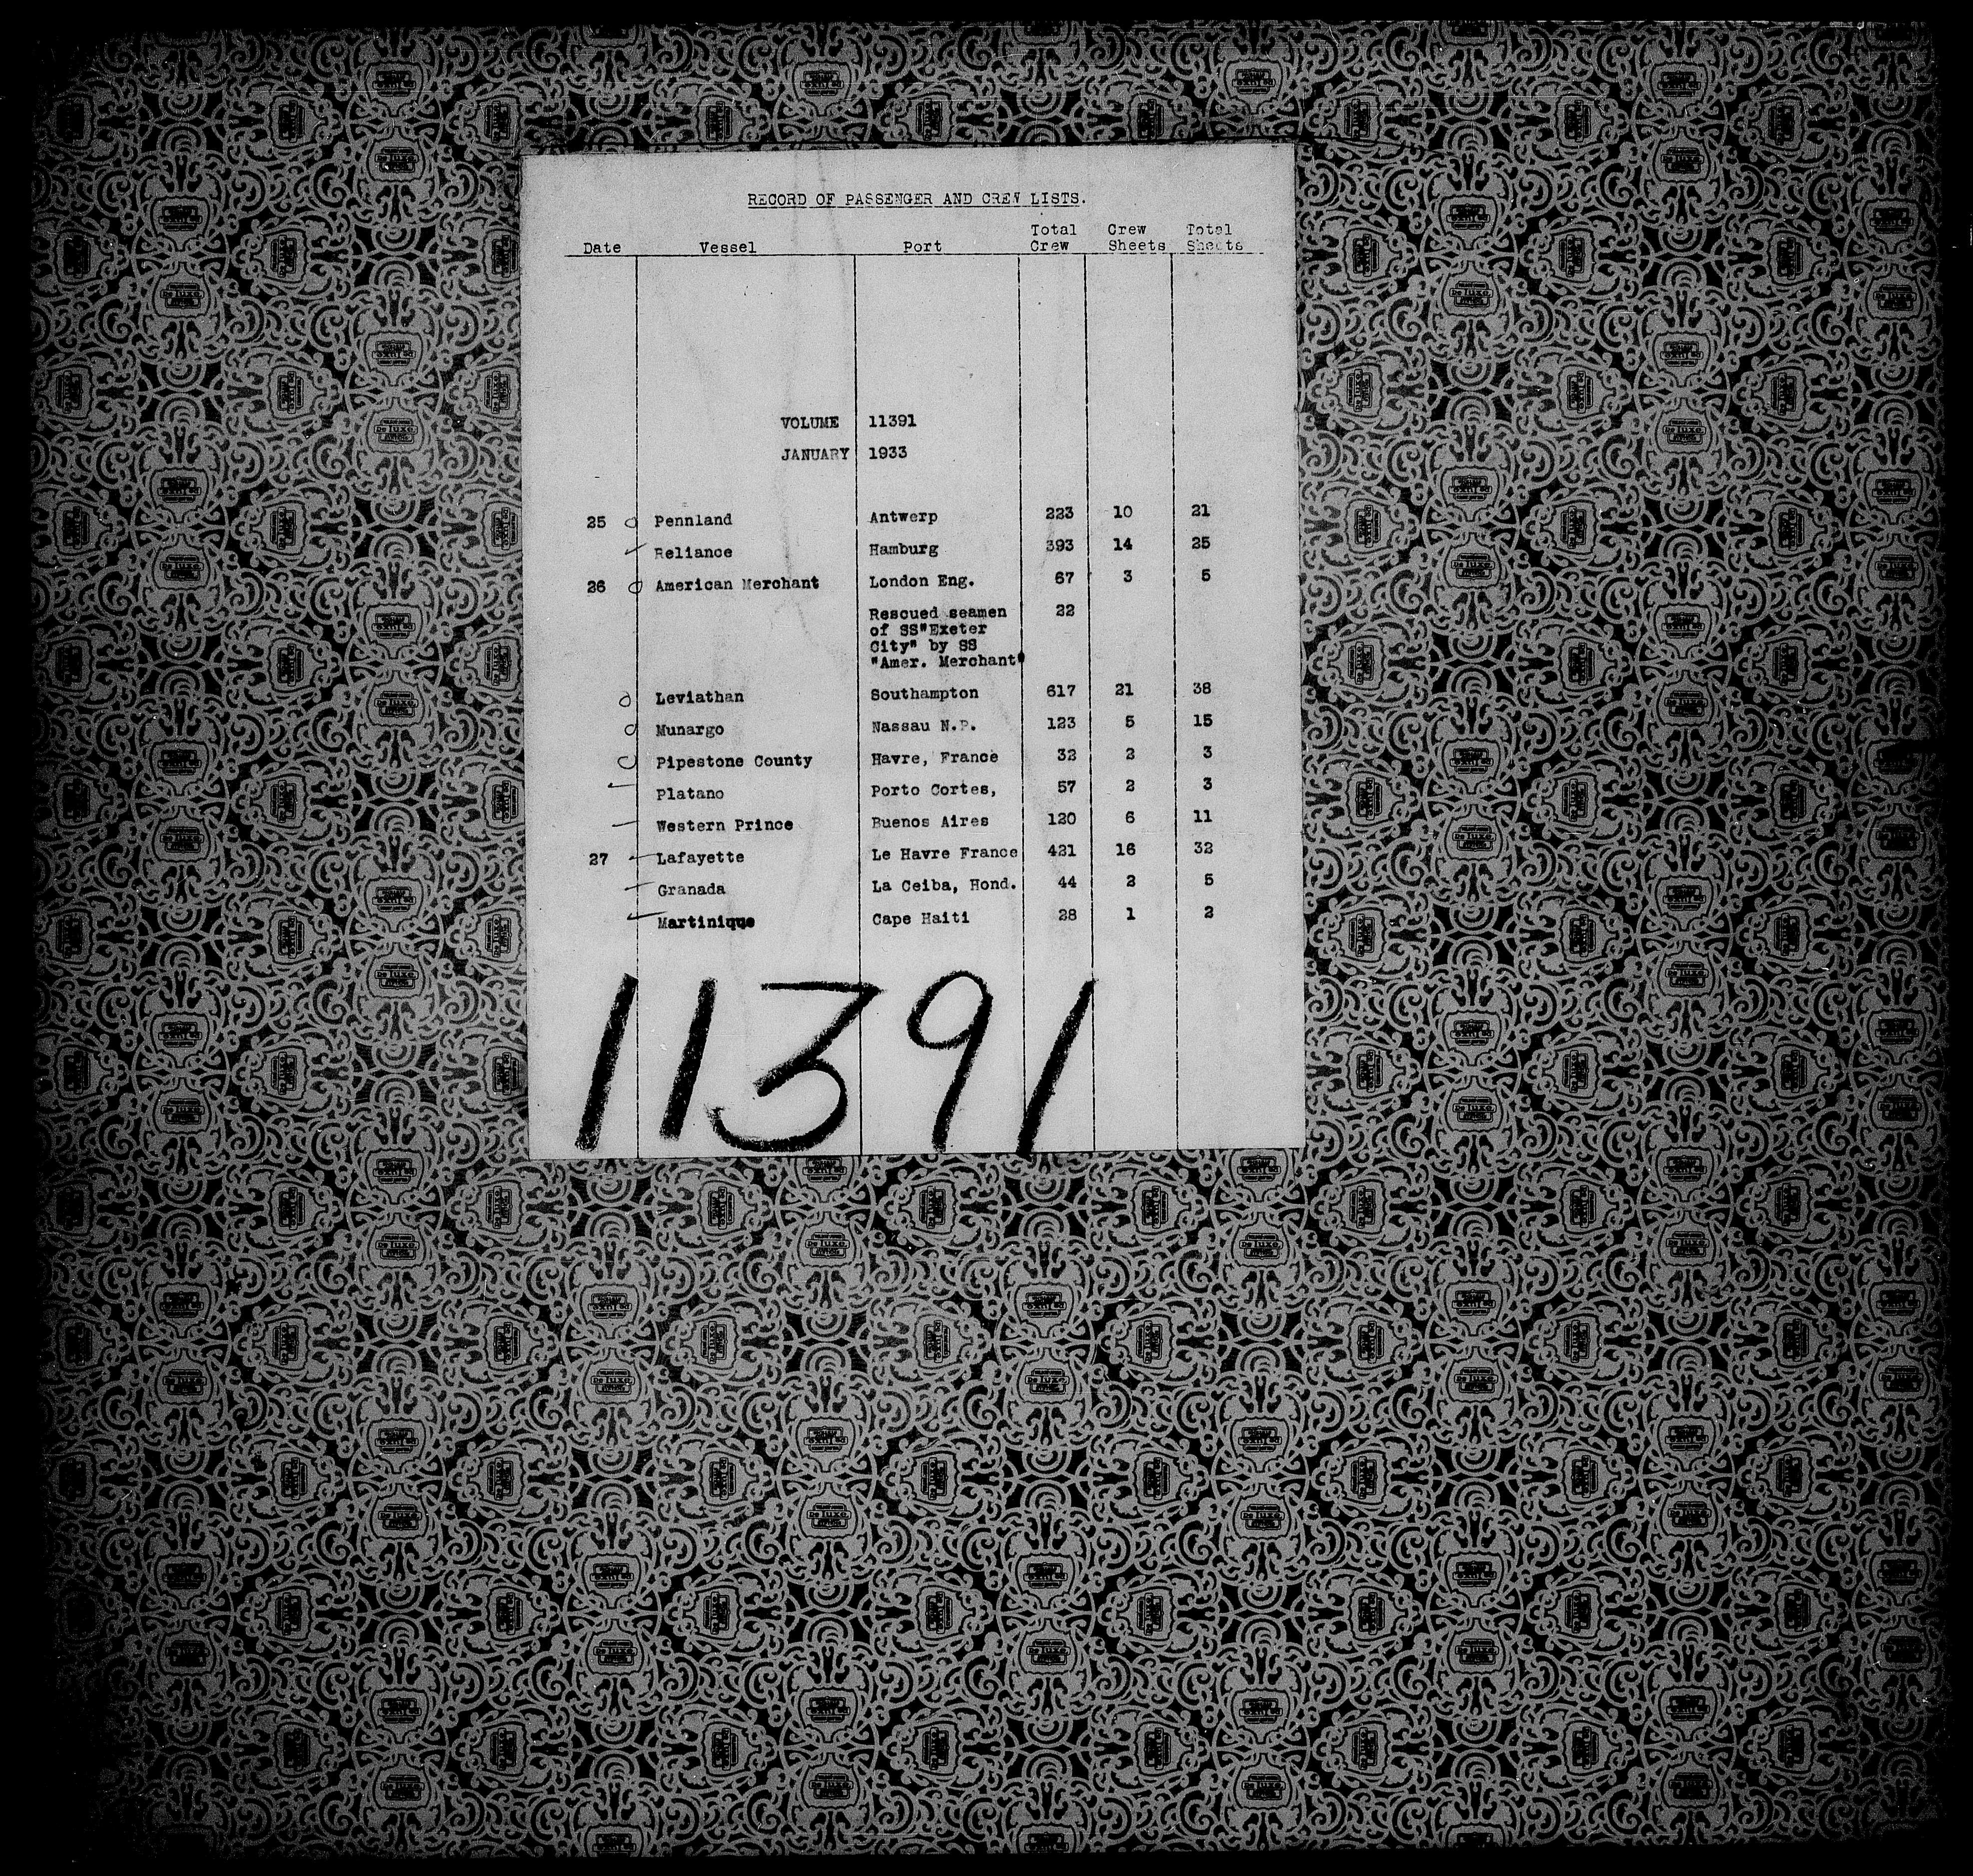 RECORD OF PASSENGER AND CREW LISTS.
Date Vessel Port Total Crew Crew Sheets Total Sheets
VOLUME 11391
JANUARY 1933
25 Pennland Antwerp 223 10 21
Reliance Hamburg 393 14 25
26 American Merchant London Eng. 67 3 5
Rescued seamen 22
of SS"Exeter
City" by SS
"Amer. Merchant"
Leviathan Southampton 617 21 38
Munargo Nassau N.P. 123 5 15
Pipestone County Havre, France 32 2 3
Platano Porto Cortes, 57 2 3
Western Prince Buenos Aires 120 6 11
27 Lafayette Le Havre France 421 16 32
Granada La Ceiba, Hond. 44 2 5
Martinique Cape Haiti 28 1 2
11391